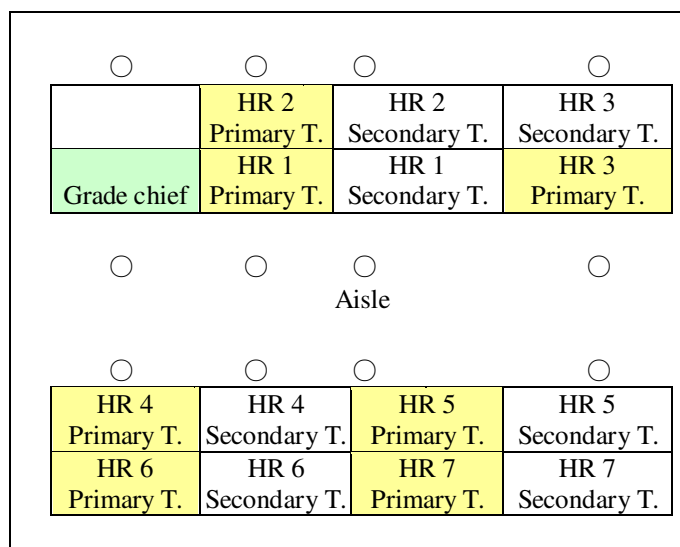 HR 2 HR 2 HR 3
Primary T. Secondary T. Secondary T.
HR 1 HR 1 HR 3
Grade chief Primary T. Secondary T. Primary T.
Aisle
HR 4 HR 4 HR 5 HR 5
Primary T. Secondary T. Primary T. Secondary T.
HR 6 HR 6 HR 7 HR 7
Primary T. Secondary T. Primary T. Secondary T.